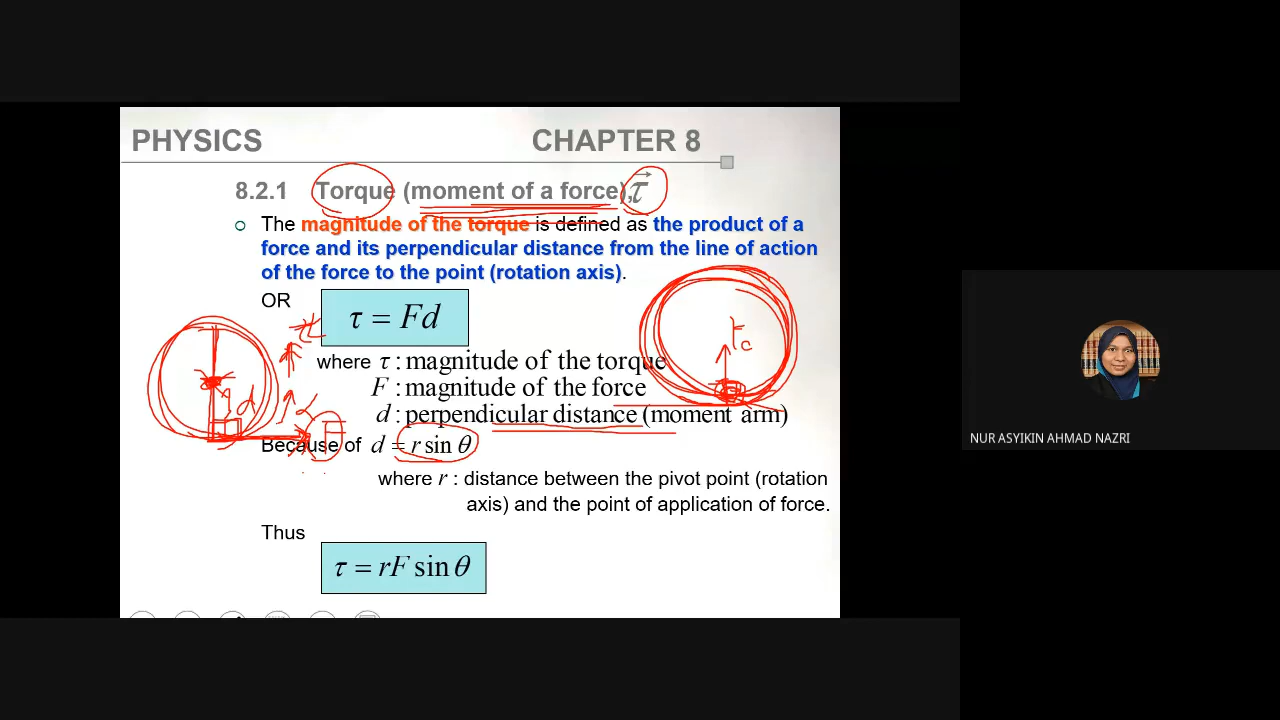 PHYSICS CHAPTER 8
8.2.1 Torque (moment of a force), τ
The magnitude of the torque is defined as the product of a
force and its perpendicular distance from the line of action
of the force to the point (rotation axis).
OR
τ = Fd
where τ : magnitude of the torque
F : magnitude of the force
d : perpendicular distance (moment arm)
Because of d = r sin θ
where r : distance between the pivot point (rotation
axis) and the point of application of force.
Thus
τ = rF sin θ
d
α
F
τ
Fc
NUR ASYIKIN AHMAD NAZRI